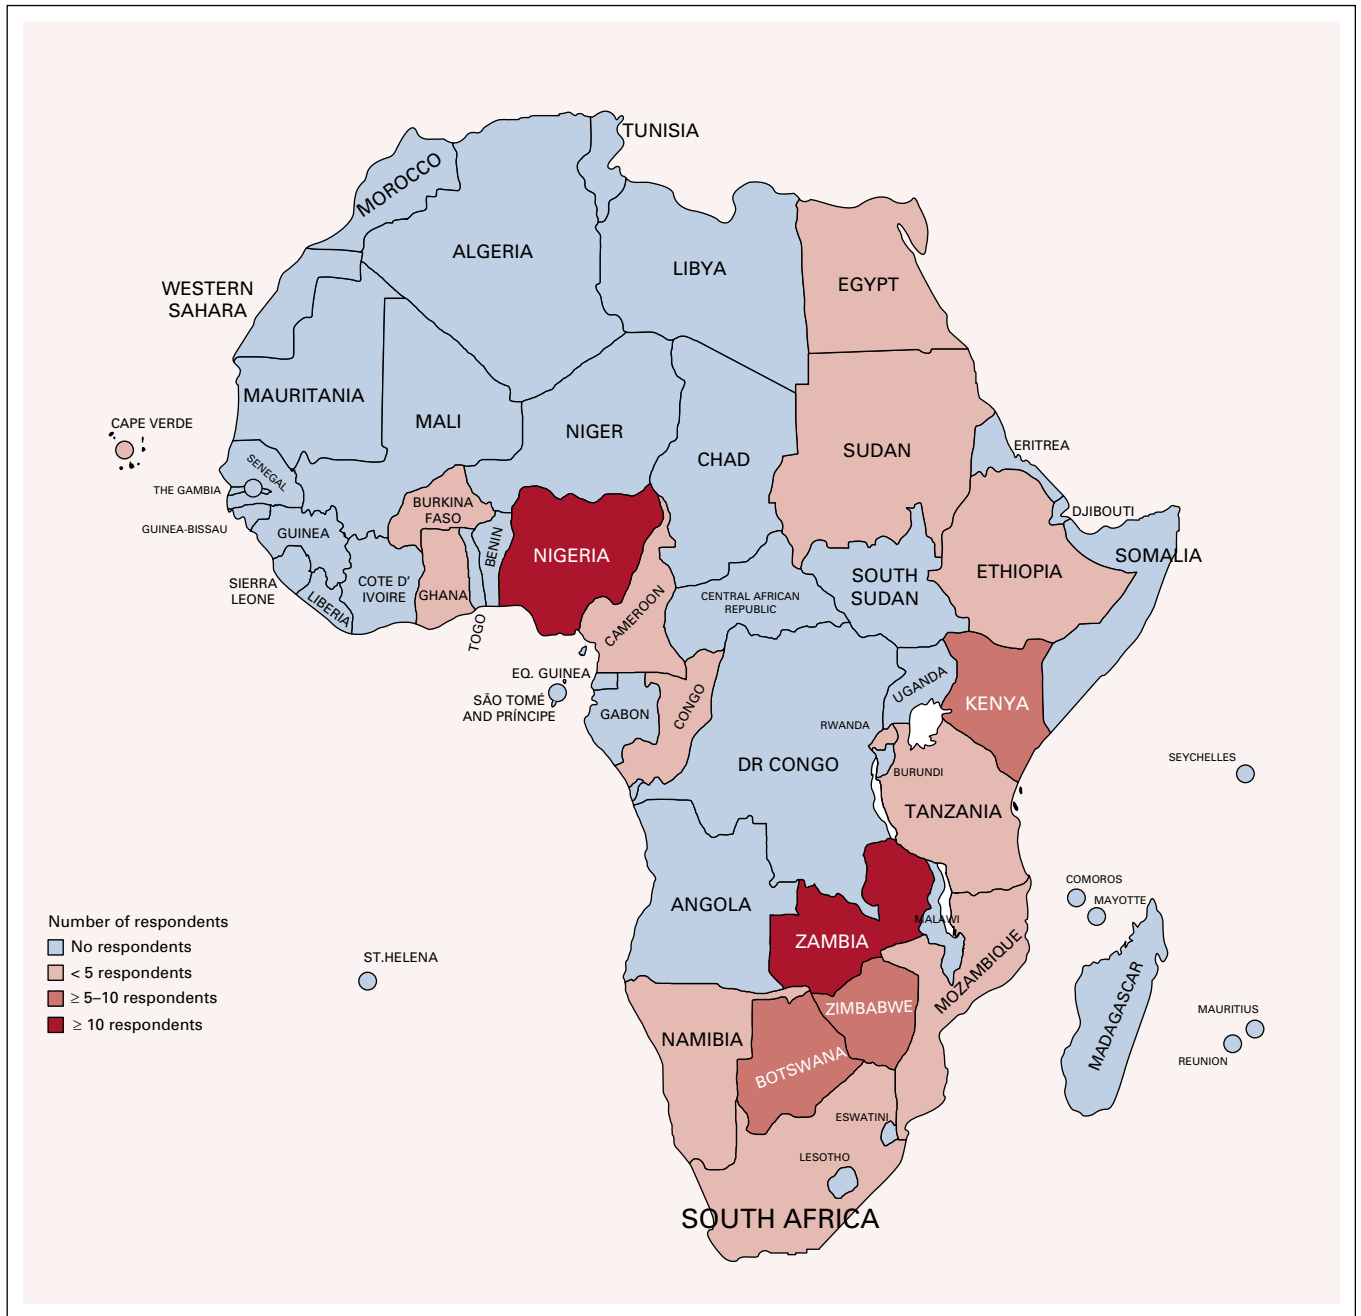 TUNISIA
MOROCCO
ALGERIA
LIBYA
EGYPT
WESTERN
SAHARA
MAURITANIA
MALI
NIGER
CHAD
SUDAN
ERITREA
CAPE VERDE
SENEGAL
THE GAMBIA
GUINEA-BISSAU
GUINEA
BURKINA
FASO
BENIN
NIGERIA
DJIBOUTI
SOMALIA
ETHIOPIA
SOUTH
SUDAN
SIERRA
LEONE
LIBERIA
COTE D'
IVOIRE
GHANA
TOGO
CAMEROON
CENTRAL AFRICAN
REPUBLIC
EQ. GUINEA
SÃO TOMÉ
AND PRÍNCIPE
GABON
CONGO
UGANDA
KENYA
RWANDA
DR CONGO
BURUNDI
SEYCHELLES
TANZANIA
COMOROS
MAYOTTE
ANGOLA
MALAWI
ZAMBIA
MOZAMBIQUE
ST.HELENA
MADAGASCAR
MAURITIUS
REUNION
ZIMBABWE
NAMIBIA
BOTSWANA
ESWATINI
LESOTHO
SOUTH AFRICA
Number of respondents
No respondents
< 5 respondents
≥ 5–10 respondents
≥ 10 respondents